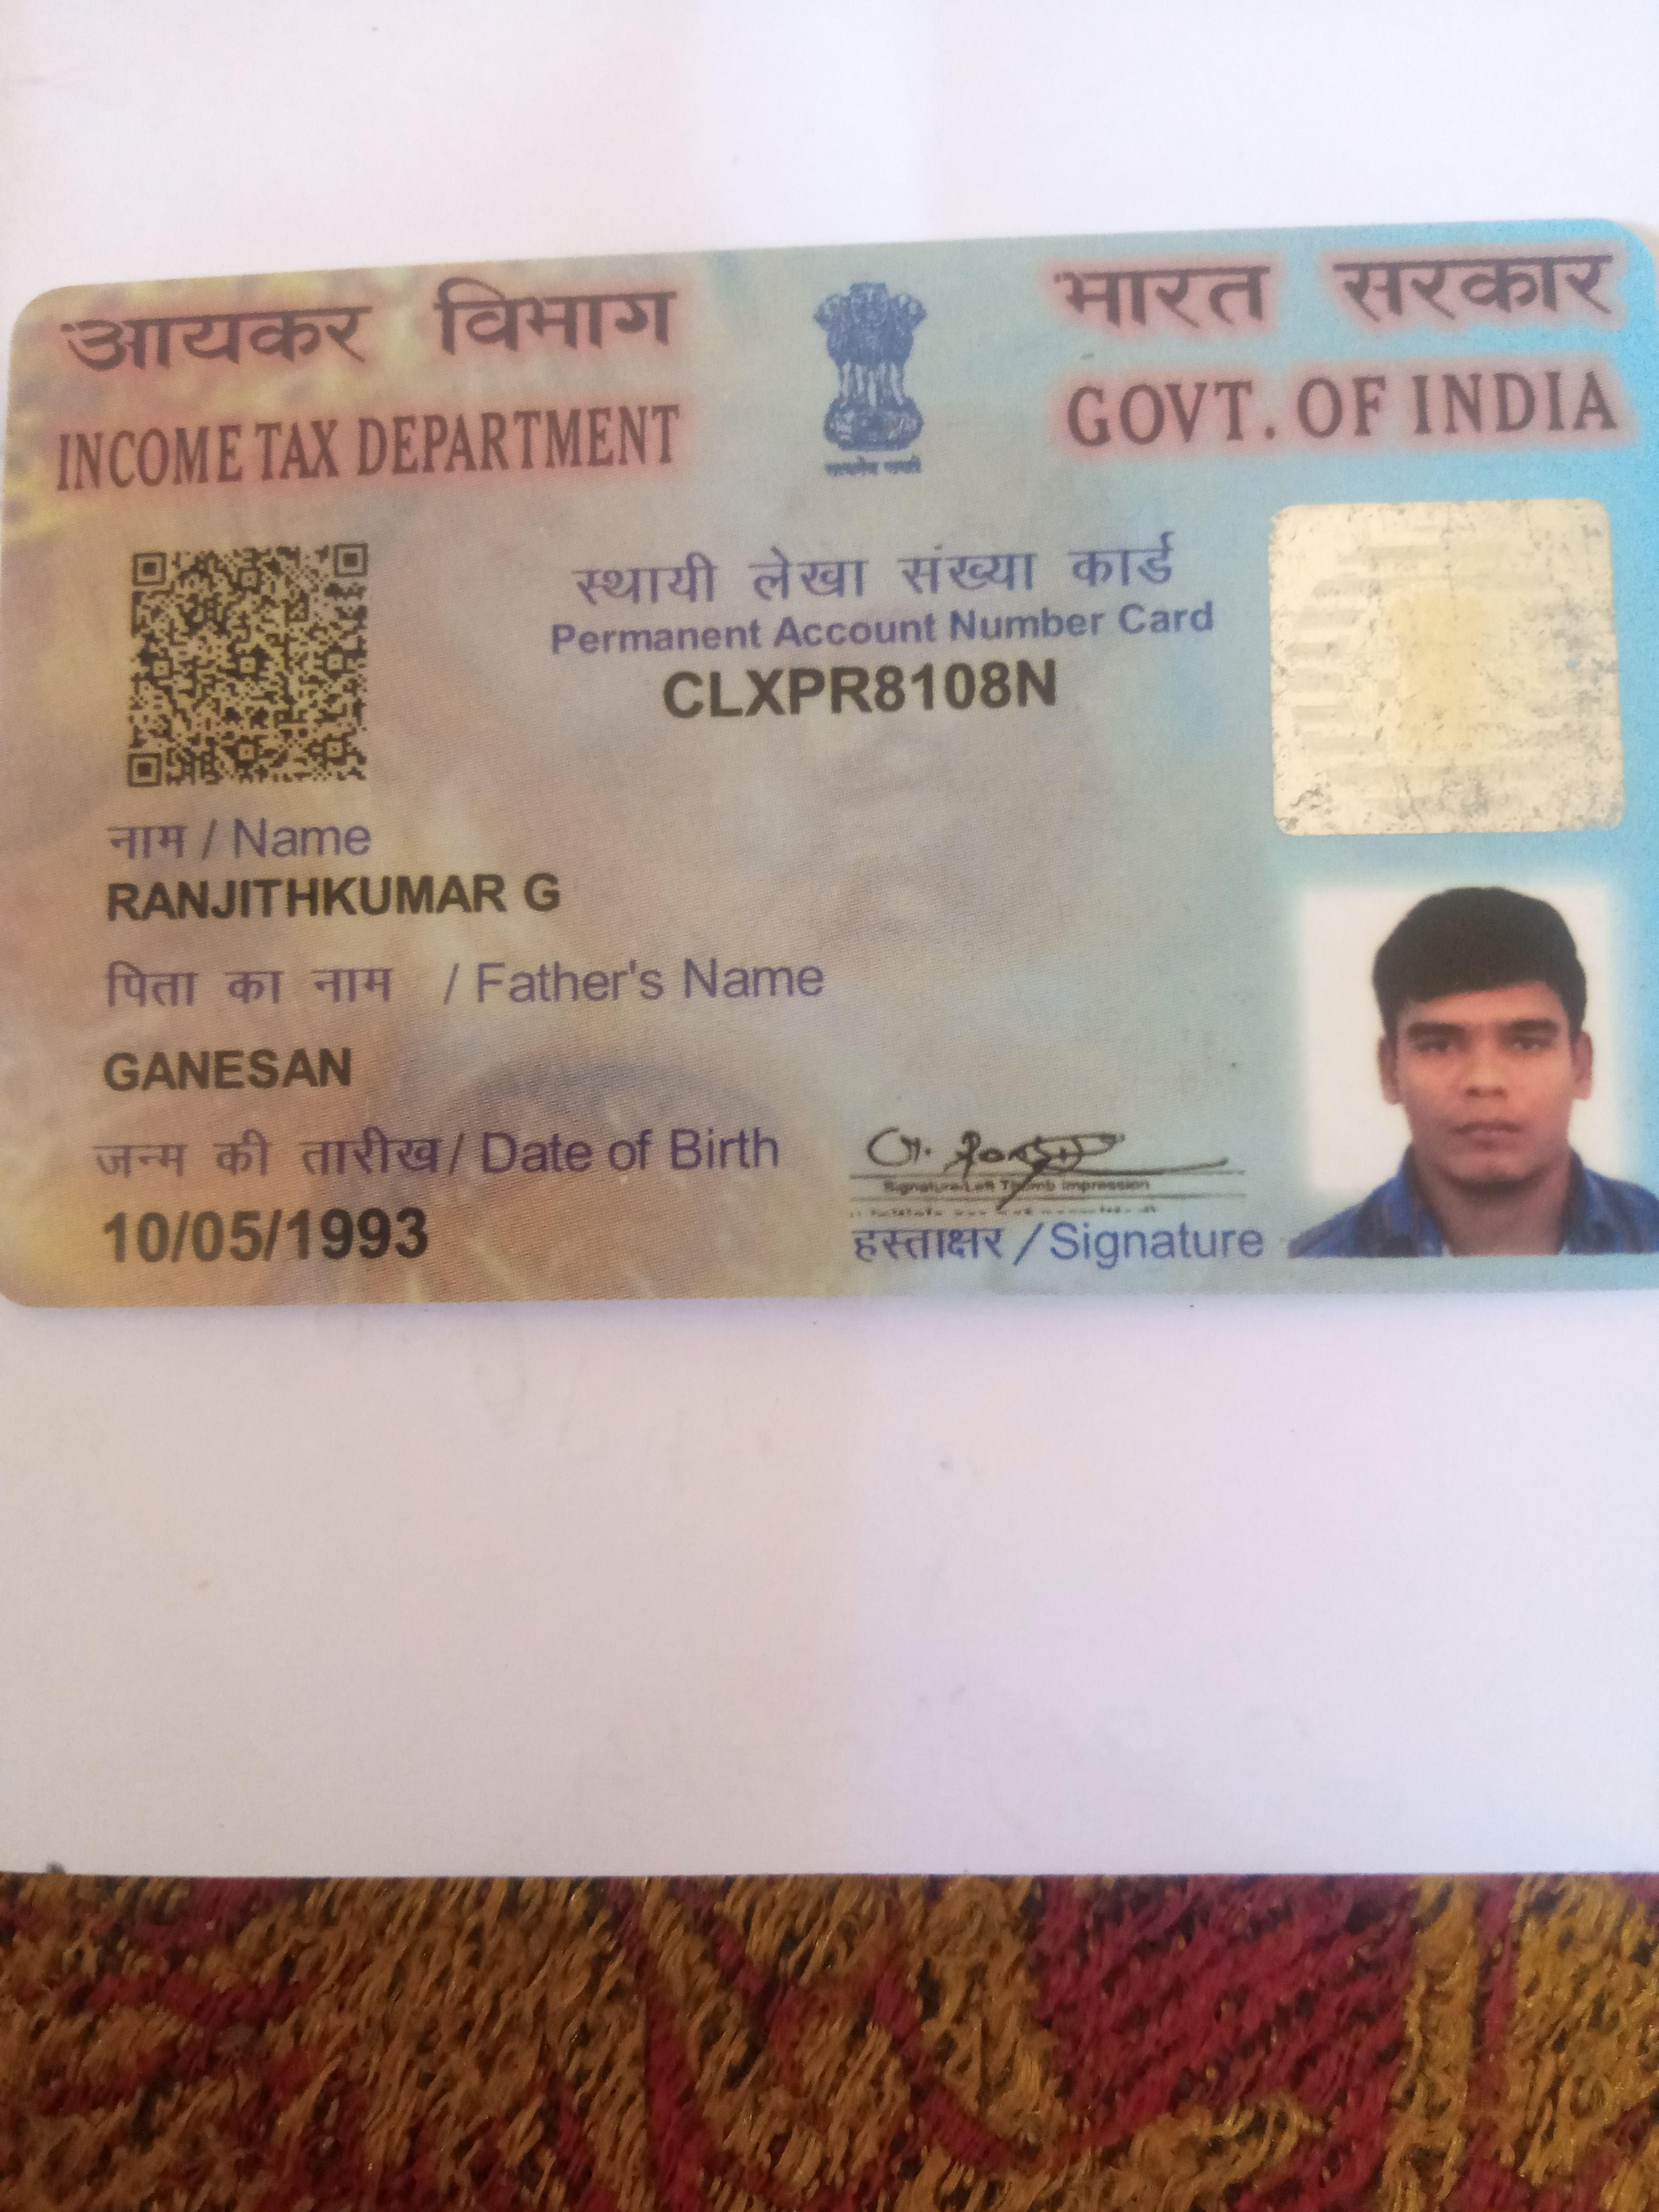 आयकर विभाग
INCOME TAX DEPARTMENT
भारत सरकार
GOVT. OF INDIA
सत्यमेव जयते
स्थायी लेखा संख्या कार्ड
Permanent Account Number Card
CLXPR8108N
नाम / Name
RANJITHKUMAR G
पिता का नाम / Father's Name
GANESAN
जन्म की तारीख / Date of Birth
10/05/1993
Signature/Left Thumb Impression
हस्ताक्षर / Signature